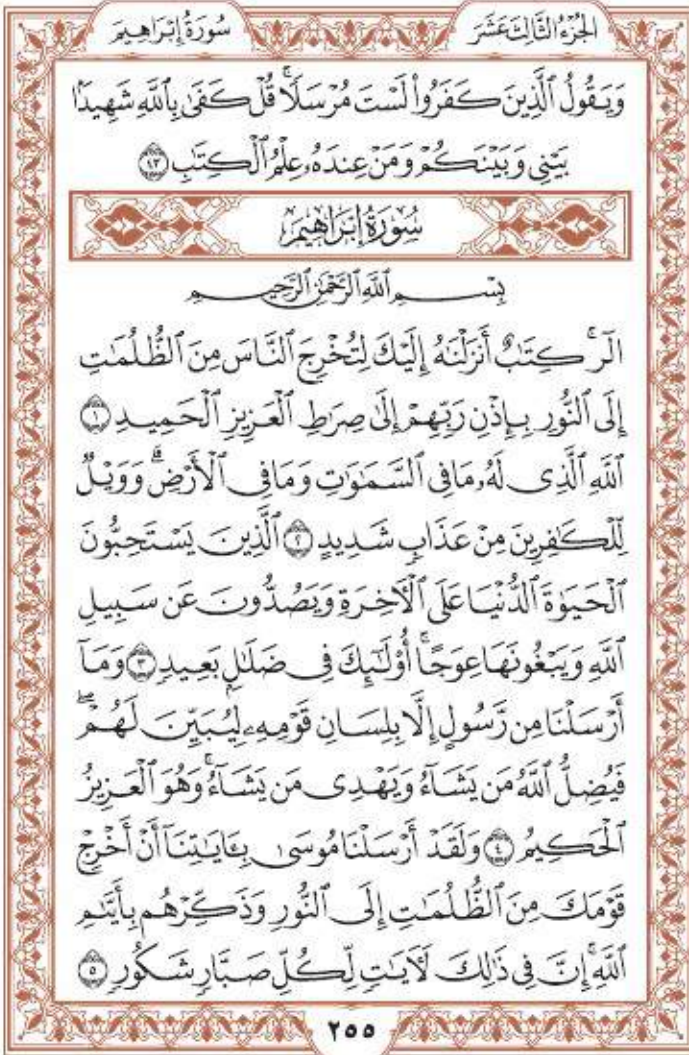 الجزء الثالث عشر
سورة إبراهيم
وَيَقُولُ ٱلَّذِينَ كَفَرُوا۟ لَسْتَ مُرْسَلًا ۚ قُلْ كَفَىٰ بِٱللَّهِ شَهِيدًۢا
بَيْنِى وَبَيْنَكُمْ وَمَنْ عِندَهُۥ عِلْمُ ٱلْكِتَٰبِ ٤٣
سُورَةُ إِبْرَاهِيمَ
بِسْمِ ٱللَّهِ ٱلرَّحْمَٰنِ ٱلرَّحِيمِ
الٓر ۚ كِتَٰبٌ أَنزَلْنَٰهُ إِلَيْكَ لِتُخْرِجَ ٱلنَّاسَ مِنَ ٱلظُّلُمَٰتِ
إِلَى ٱلنُّورِ بِإِذْنِ رَبِّهِمْ إِلَىٰ صِرَٰطِ ٱلْعَزِيزِ ٱلْحَمِيدِ ١
ٱللَّهِ ٱلَّذِى لَهُۥ مَا فِى ٱلسَّمَٰوَٰتِ وَمَا فِى ٱلْأَرْضِ ۗ وَوَيْلٌ
لِّلْكَٰفِرِينَ مِنْ عَذَابٍ شَدِيدٍ ٢ ٱلَّذِينَ يَسْتَحِبُّونَ
ٱلْحَيَوٰةَ ٱلدُّنْيَا عَلَى ٱلْءَاخِرَةِ وَيَصُدُّونَ عَن سَبِيلِ
ٱللَّهِ وَيَبْغُونَهَا عِوَجًا ۚ أُو۟لَٰٓئِكَ فِى ضَلَٰلٍۭ بَعِيدٍ ٣ وَمَآ
أَرْسَلْنَا مِن رَّسُولٍ إِلَّا بِلِسَانِ قَوْمِهِۦ لِيُبَيِّنَ لَهُمْ ۖ
فَيُضِلُّ ٱللَّهُ مَن يَشَآءُ وَيَهْدِى مَن يَشَآءُ ۚ وَهُوَ ٱلْعَزِيزُ
ٱلْحَكِيمُ ٤ وَلَقَدْ أَرْسَلْنَا مُوسَىٰ بِـَٔايَٰتِنَآ أَنْ أَخْرِجْ
قَوْمَكَ مِنَ ٱلظُّلُمَٰتِ إِلَى ٱلنُّورِ وَذَكِّرْهُم بِأَيَّىٰمِ
ٱللَّهِ ۚ إِنَّ فِى ذَٰلِكَ لَءَايَٰتٍ لِّكُلِّ صَبَّارٍ شَكُورٍ ٥
٢٥٥